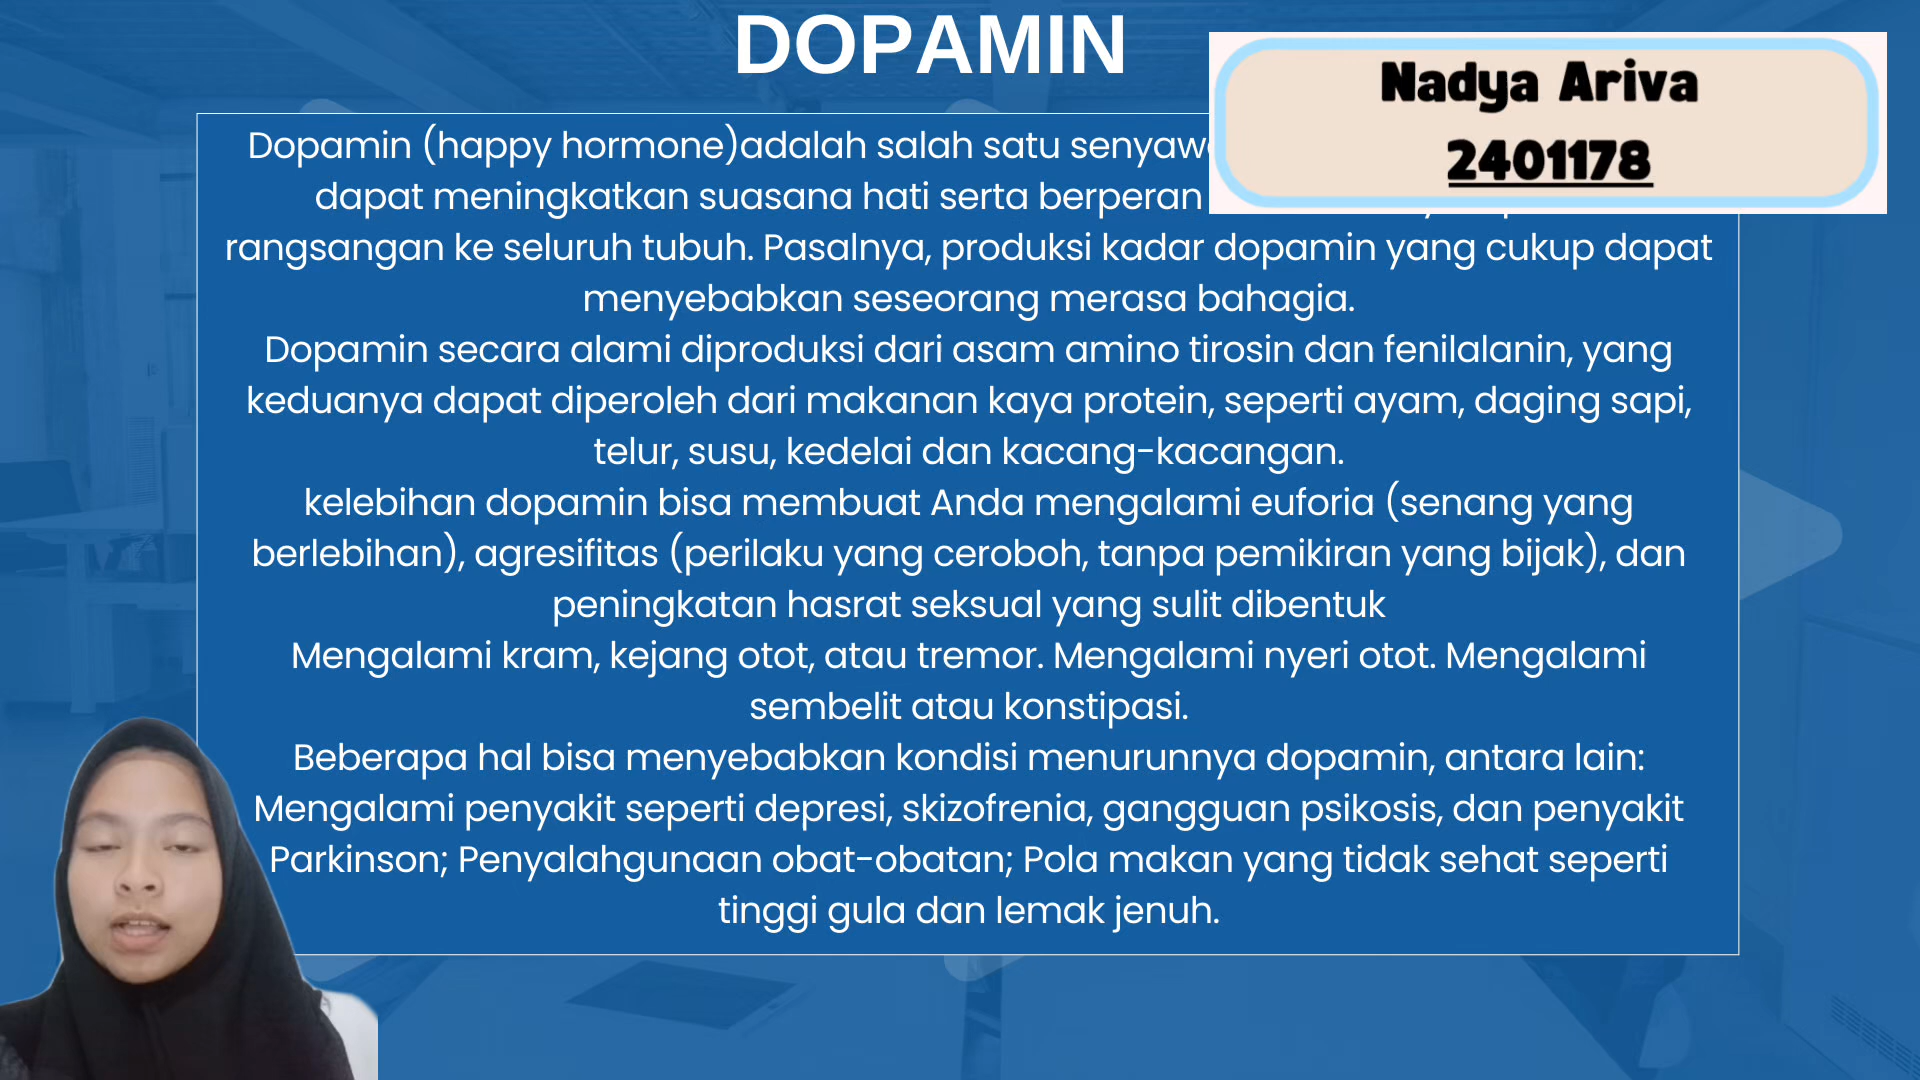 DOPAMIN
Nadya Ariva
2401178
Dopamin (happy hormone)adalah salah satu
dapat meningkatkan suasana hati serta berperan
rangsangan ke seluruh tubuh. Pasalnya, produksi kadar dopamin yang cukup dapat
menyebabkan seseorang merasa bahagia.
Dopamin secara alami diproduksi dari asam amino tirosin dan fenilalanin, yang
keduanya dapat diperoleh dari makanan kaya protein, seperti ayam, daging sapi,
telur, susu, kedelai dan kacang-kacangan.
kelebihan dopamin bisa membuat Anda mengalami euforia (senang yang
berlebihan), agresifitas (perilaku yang ceroboh, tanpa pemikiran yang bijak), dan
peningkatan hasrat seksual yang sulit dibentuk
Mengalami kram, kejang otot, atau tremor. Mengalami nyeri otot. Mengalami
sembelit atau konstipasi.
Beberapa hal bisa menyebabkan kondisi menurunnya dopamin, antara lain:
Mengalami penyakit seperti depresi, skizofrenia, gangguan psikosis, dan penyakit
Parkinson; Penyalahgunaan obat-obatan; Pola makan yang tidak sehat seperti
tinggi gula dan lemak jenuh.